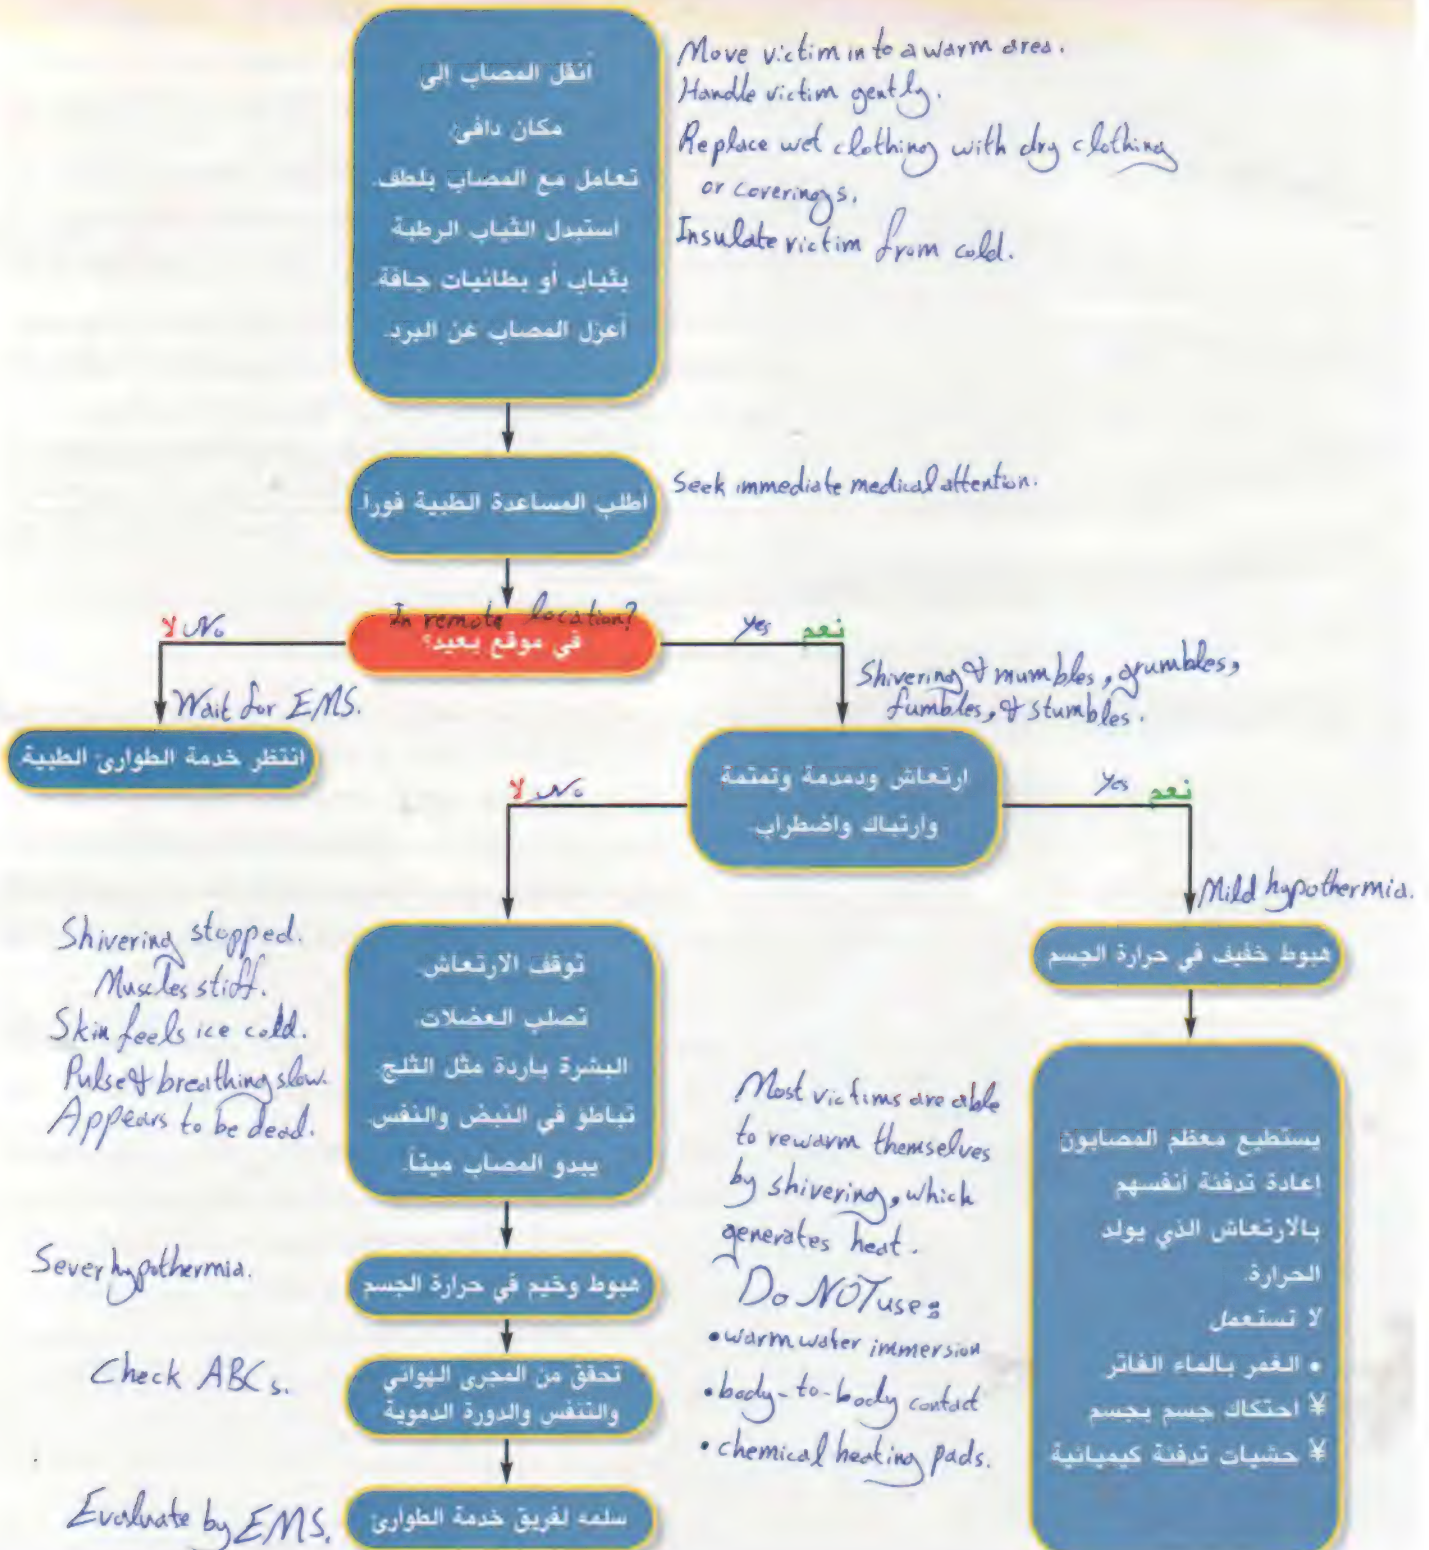 أنقل المصاب إلى
مكان دافئ.
تعامل مع المصاب بلطف.
استبدل الثياب الرطبة
بثياب أو بطانيات جافة.
أعزل المصاب عن البرد.
Move victim into a warm area.
Handle victim gently.
Replace wet clothing with dry clothing
or coverings.
Insulate victim from cold.
اطلب المساعدة الطبية فوراً.
Seek immediate medical attention.
In remote location?
في موقع بعيد؟
لا No
Yes نعم
Wait for EMS.
انتظر خدمة الطوارئ الطبية.
Shivering & mumbles, grumbles,
fumbles, & stumbles.
ارتعاش ودمدمة وتمتمة
وارتباك واضطراب.
لا No
Yes نعم
Mild hypothermia.
هبوط خفيف في حرارة الجسم
Shivering stopped.
Muscles stiff.
Skin feels ice cold.
Pulse & breathing slow.
Appears to be dead.
توقف الارتعاش.
تصلب العضلات.
البشرة باردة مثل الثلج.
تباطؤ في النبض والنفس.
يبدو المصاب ميتاً.
Most victims are able
to rewarm themselves
by shivering, which
generates heat.
Do NOT use:
• warm water immersion
• body-to-body contact
• chemical heating pads.
يستطيع معظم المصابون
إعادة تدفئة أنفسهم
بالارتعاش الذي يولد
الحرارة.
لا تستعمل
• الغمر بالماء الفاتر
¥ احتكاك جسم بجسم
¥ حشيات تدفئة كيميائية
Sever hypothermia.
هبوط وخيم في حرارة الجسم
Check ABCs.
تحقق من المجرى الهوائي
والتنفس والدورة الدموية
Evaluate by EMS.
سلمه لفريق خدمة الطوارئ